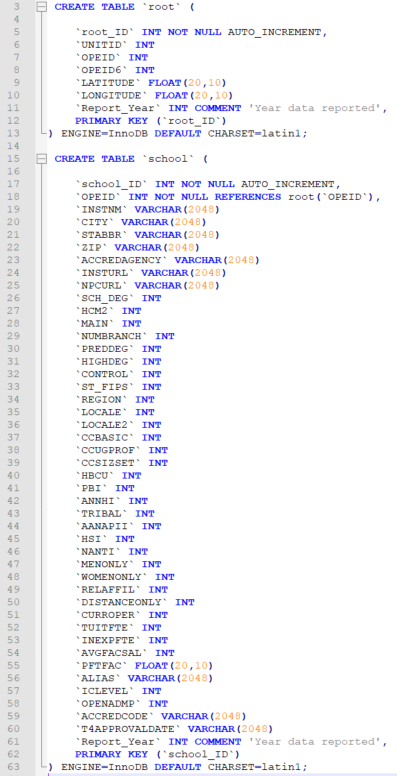 3 CREATE TABLE `root` (
4
5 `root_ID` INT NOT NULL AUTO_INCREMENT,
6 `UNITID` INT
7 `OPEID` INT
8 `OPEID6` INT
9 `LATITUDE` FLOAT(20,10)
10 `LONGITUDE` FLOAT(20,10)
11 `Report_Year` INT COMMENT 'Year data reported',
12 PRIMARY KEY (`root_ID`)
13 ) ENGINE=InnoDB DEFAULT CHARSET=latin1;
14
15 CREATE TABLE `school` (
16
17 `school_ID` INT NOT NULL AUTO_INCREMENT,
18 `OPEID` INT NOT NULL REFERENCES root(`OPEID`),
19 `INSTNM` VARCHAR(2048)
20 `CITY` VARCHAR(2048)
21 `STABBR` VARCHAR(2048)
22 `ZIP` VARCHAR(2048)
23 `ACCREDAGENCY` VARCHAR(2048)
24 `INSTURL` VARCHAR(2048)
25 `NPCURL` VARCHAR(2048)
26 `SCH_DEG` INT
27 `HCM2` INT
28 `MAIN` INT
29 `NUMBRANCH` INT
30 `PREDDEG` INT
31 `HIGHDEG` INT
32 `CONTROL` INT
33 `ST_FIPS` INT
34 `REGION` INT
35 `LOCALE` INT
36 `LOCALE2` INT
37 `CCBASIC` INT
38 `CCUGPROF` INT
39 `CCSIZSET` INT
40 `HBCU` INT
41 `PBI` INT
42 `ANNHI` INT
43 `TRIBAL` INT
44 `AANAPII` INT
45 `HSI` INT
46 `NANTI` INT
47 `MENONLY` INT
48 `WOMENONLY` INT
49 `RELAFFIL` INT
50 `DISTANCEONLY` INT
51 `CURROPER` INT
52 `TUITFTE` INT
53 `INEXPFTE` INT
54 `AVGFACSAL` INT
55 `PFTFAC` FLOAT(20,10)
56 `ALIAS` VARCHAR(2048)
57 `ICLEVEL` INT
58 `OPENADMP` INT
59 `ACCREDCODE` VARCHAR(2048)
60 `T4APPROVALDATE` VARCHAR(2048)
61 `Report_Year` INT COMMENT 'Year data reported',
62 PRIMARY KEY (`school_ID`)
63 ) ENGINE=InnoDB DEFAULT CHARSET=latin1;